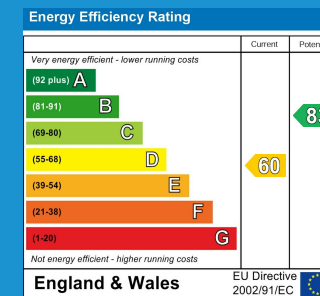 Energy Efficiency Rating
Current
Very energy efficient - lower running costs
(92 plus) A
(81-91) B
(69-80) C
(55-68) D
60
(39-54) E
(21-38) F
(1-20) G
Not energy efficient - higher running costs
England & Wales
EU Directive
2002/91/EC